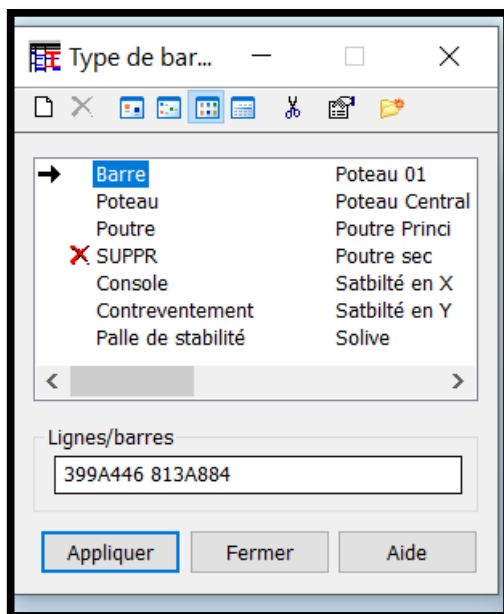 Type de bar...
Barre Poteau 01
Poteau Poteau Central
Poutre Poutre Princi
SUPPR Poutre sec
Console Satbilté en X
Contreventement Satbilté en Y
Palle de stabilité Solive
Lignes/barres
399A446 813A884
Appliquer Fermer Aide